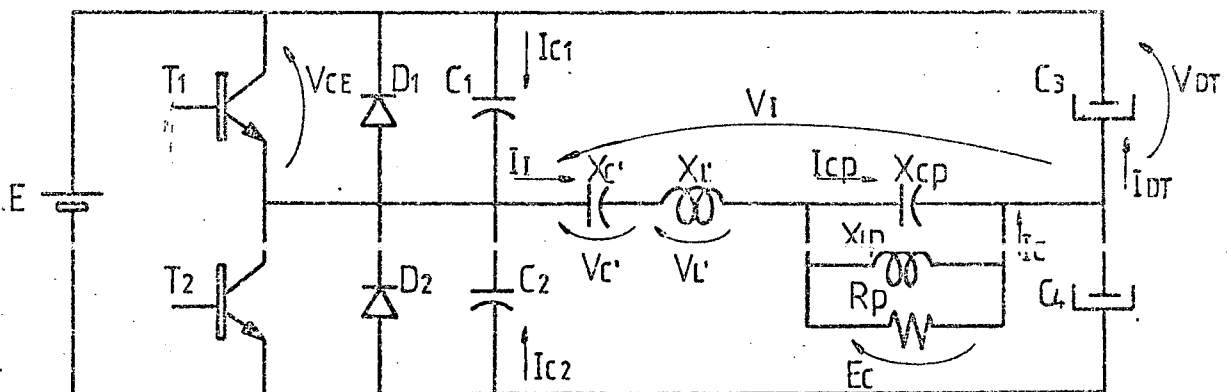 IC1
T1
VCE
D1
C1
C3
VDT
VI
II
XC'
XL'
ICP
XCP
IDT
E
VC'
VL'
XLP
IC
T2
D2
C2
RP
C4
IC2
EC